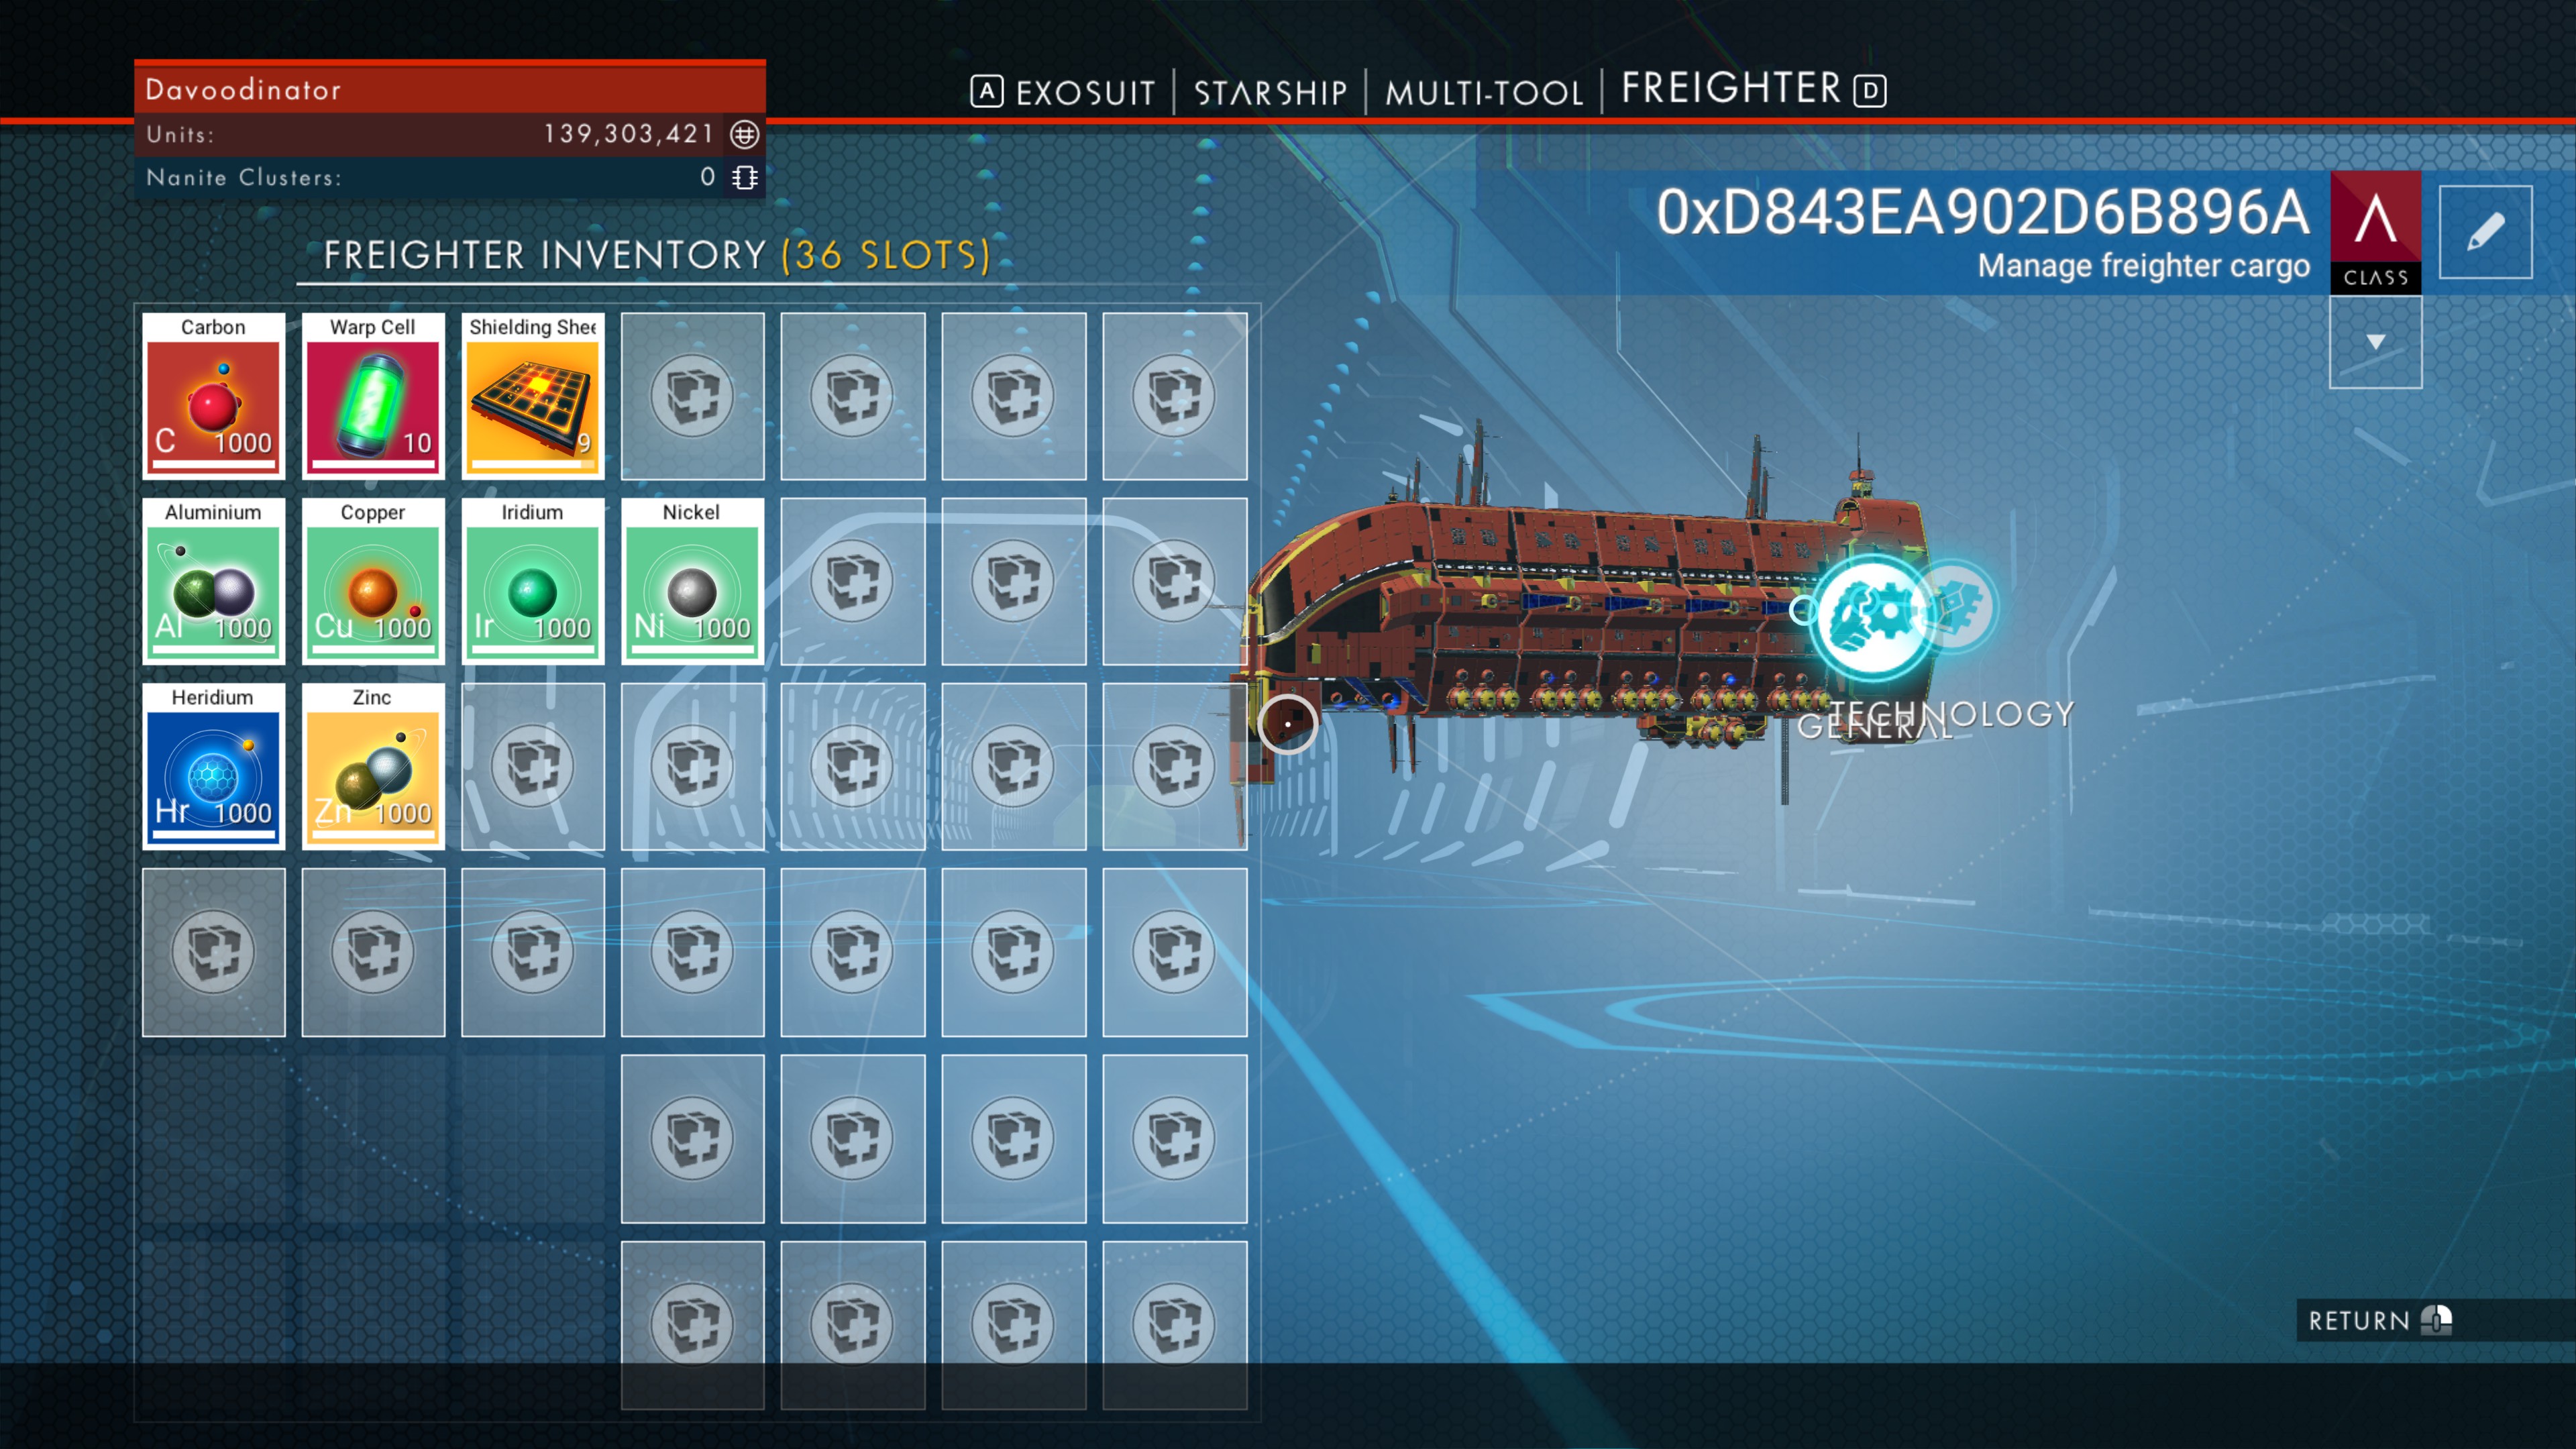 Davoodinator
Units: 139,303,421
Nanite Clusters: 0
A EXOSUIT STARSHIP MULTI-TOOL FREIGHTER D
0xD843EA902D6B896A
Manage freighter cargo
A
CLASS
FREIGHTER INVENTORY (36 SLOTS)
Carbon Warp Cell Shielding Shee
C 1000 10 9
Aluminium Copper Iridium Nickel
Al 1000 Cu 1000 Ir 1000 Ni 1000
Heridium Zinc
Hr 1000 Zn 1000
TECHNOLOGY
GENERAL
RETURN